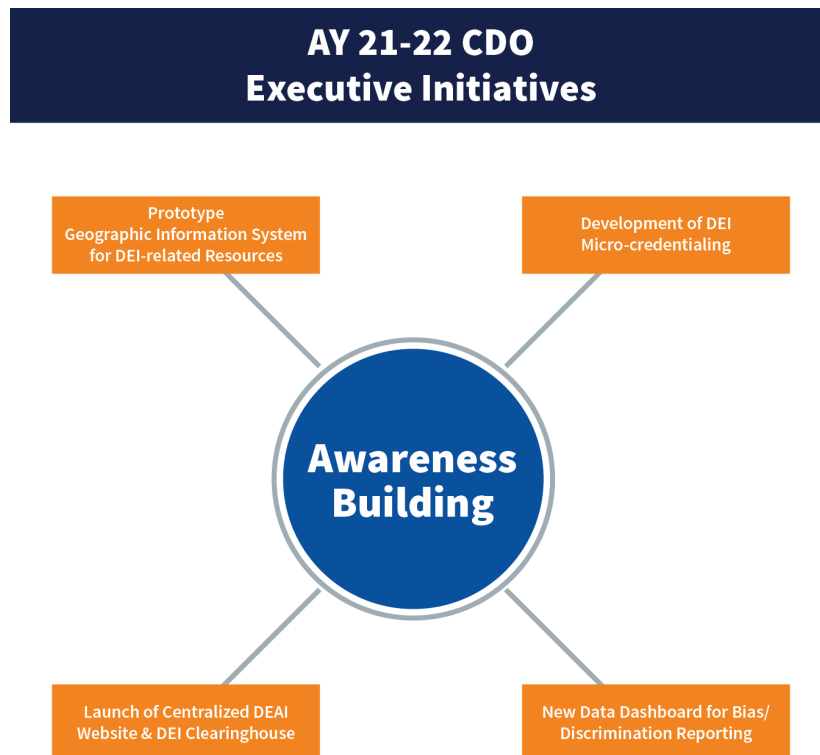 AY 21-22 CDO
Executive Initiatives
Prototype
Geographic Information System
for DEI-related Resources
Development of DEI
Micro-credentialing
Awareness
Building
Launch of Centralized DEAI
Website & DEI Clearinghouse
New Data Dashboard for Bias/
Discrimination Reporting